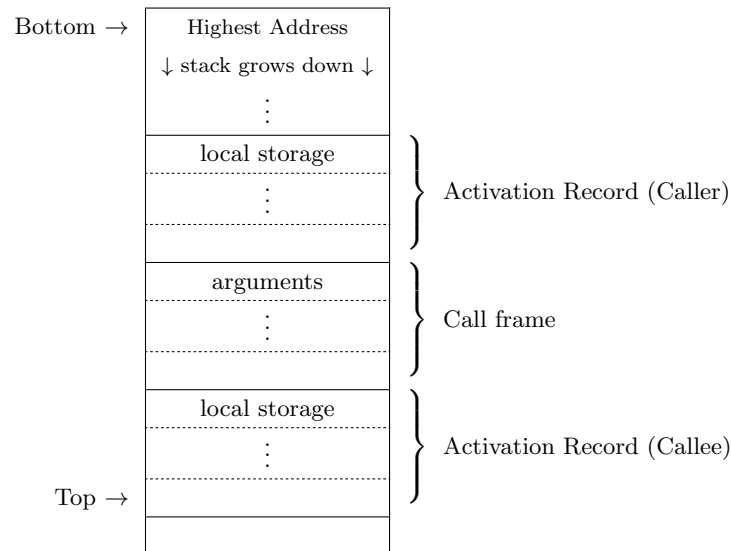 Bottom → Highest Address
↓ stack grows down ↓
⋮
local storage
⋮
Activation Record (Caller)
arguments
⋮
Call frame
local storage
⋮
Activation Record (Callee)
Top →